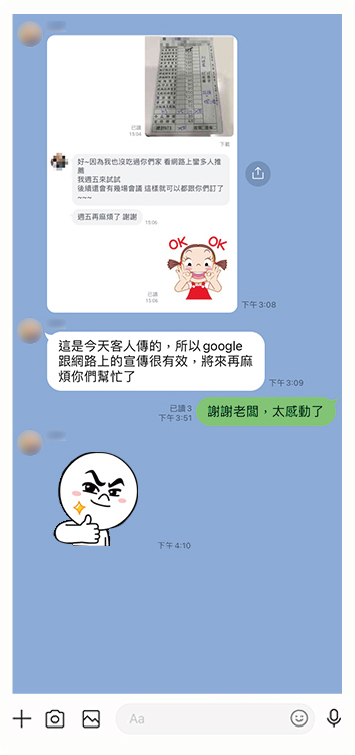 已讀
15:04
下載
好~因為我也沒吃過你們家 看網路上蠻多人推
薦
我週五來試試
後續還會有幾場會議 這樣就可以都跟你們訂了
~~~
週五再麻煩了 謝謝
15:06
OK OK
已讀
15:06
下午3:08
這是今天客人傳的，所以google
跟網路上的宣傳很有效，將來再麻
煩你們幫忙了
下午3:09
已讀3
下午3:51
謝謝老闆，太感動了
下午4:10
Aa